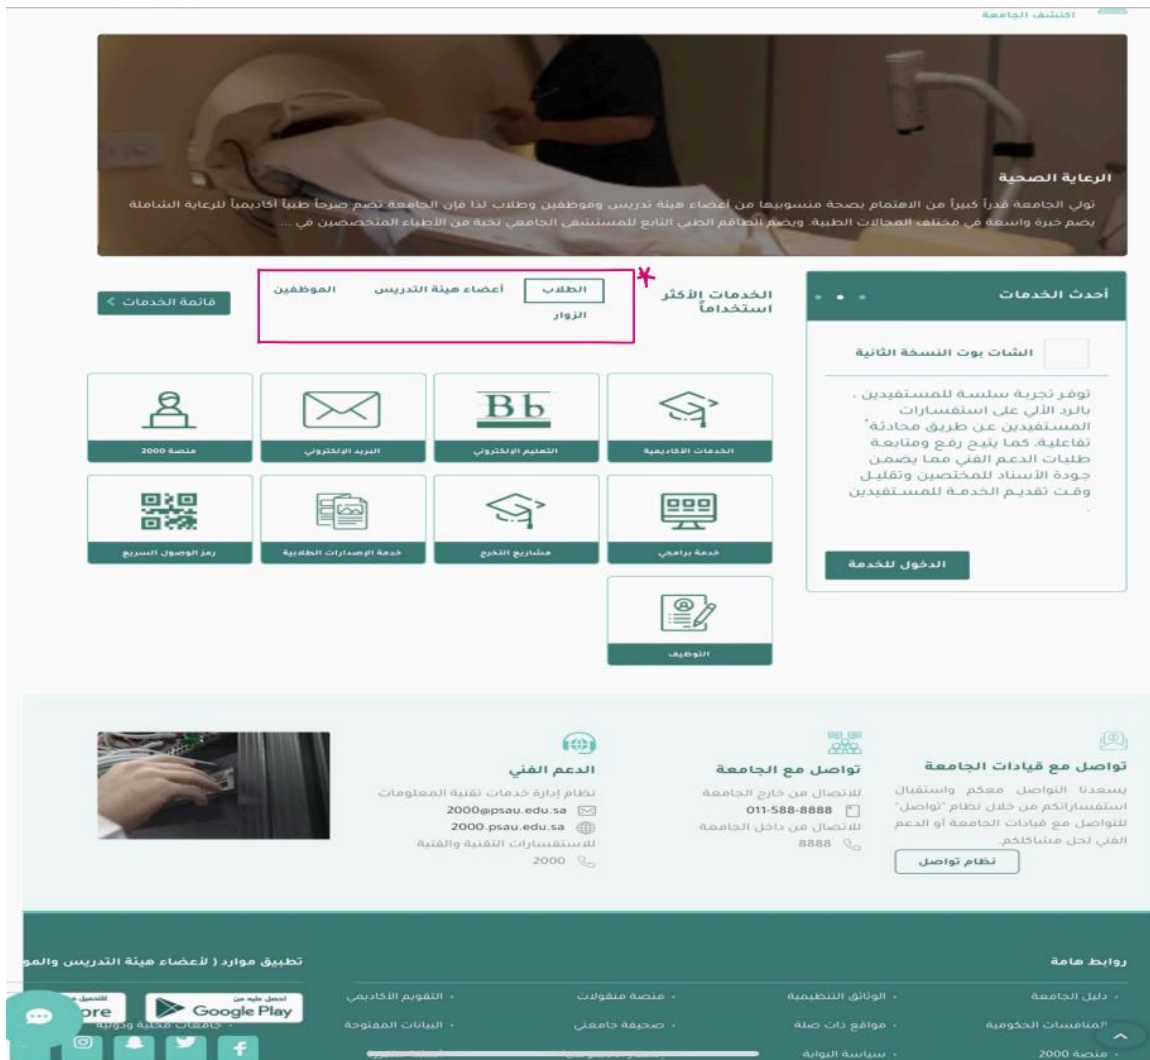 اكتشف الجامعة
الرعاية الصحية
تولي الجامعة قدراً كبيراً من الاهتمام بصحة منسوبيها من أعضاء هيئة تدريس وموظفين وطلاب لذا فإن الجامعة تضم صرحاً طبياً أكاديمياً للرعاية الشاملة
يضم خبرة واسعة في مختلف المجالات الطبية. ويضم الطاقم الطبي التابع للمستشفى الجامعي نخبة من الأطباء المتخصصين في ...
أحدث الخدمات
الشات بوت النسخة الثانية
توفر تجربة سلسة للمستفيدين ،
بالرد الألي على استفسارات
المستفيدين عن طريق محادثة
تفاعلية. كما يتيح رفع ومتابعة
طلبات الدعم الفني مما يضمن
جودة الأسناد للمختصين وتقليل
وقت تقديم الخدمة للمستفيدين
.
الدخول للخدمة
الخدمات الأكثر
استخداماً
*
الطلاب أعضاء هيئة التدريس الموظفين
الزوار
قائمة الخدمات >
Bb
الخدمات الأكاديمية التعليم الإلكتروني البريد الإلكتروني منصة 2000
خدمة برامجي مشاريع التخرج خدمة الإصدارات الطلابية رمز الوصول السريع
التوظيف
تواصل مع قيادات الجامعة
يسعدنا التواصل معكم واستقبال
استفساراتكم من خلال نظام "تواصل"
للتواصل مع قيادات الجامعة أو الدعم
الفني لحل مشاكلكم.
نظام تواصل
تواصل مع الجامعة
للاتصال من خارج الجامعة
011-588-8888
للاتصال من داخل الجامعة
8888
الدعم الفني
نظام إدارة خدمات تقنية المعلومات
2000@psau.edu.sa
2000.psau.edu.sa
للاستفسارات التقنية والفنية
2000
روابط هامة
دليل الجامعة الوثائق التنظيمية منصة منقولات التقويم الأكاديمي
المنافسات الحكومية مواقع ذات صلة صحيفة جامعتي البيانات المفتوحة جامعات محلية ودولية
منصة 2000 سياسة البوابة
تطبيق موارد ( لأعضاء هيئة التدريس والمو
احصل عليه من
Google Play
ore